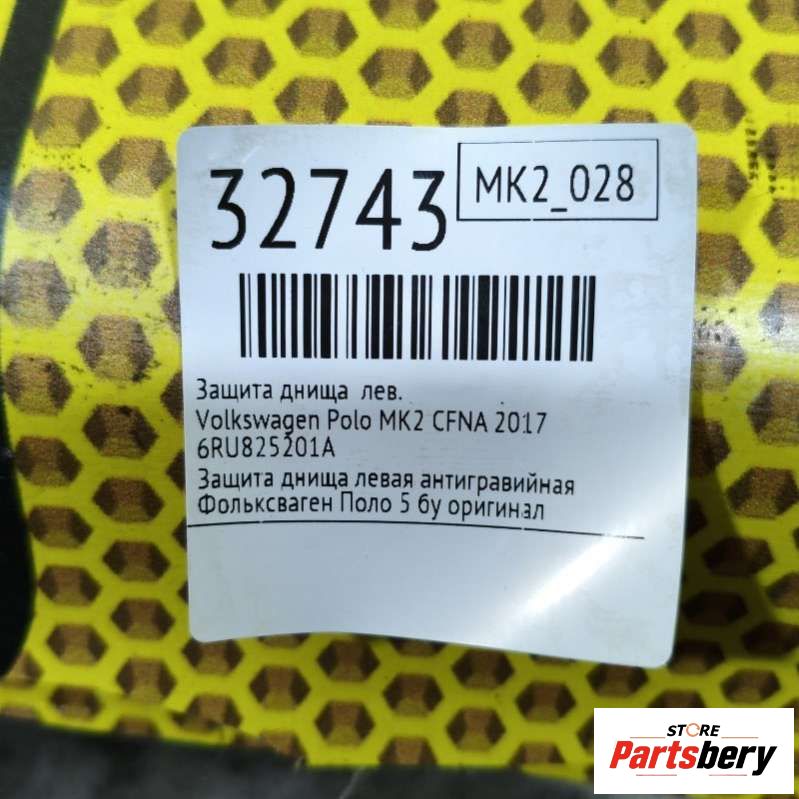 32743
MK2_028
Защита днища лев.
Volkswagen Polo MK2 CFNA 2017
6RU825201A
Защита днища левая антигравийная
Фольксваген Поло 5 бу оригинал
STORE
Partsbery